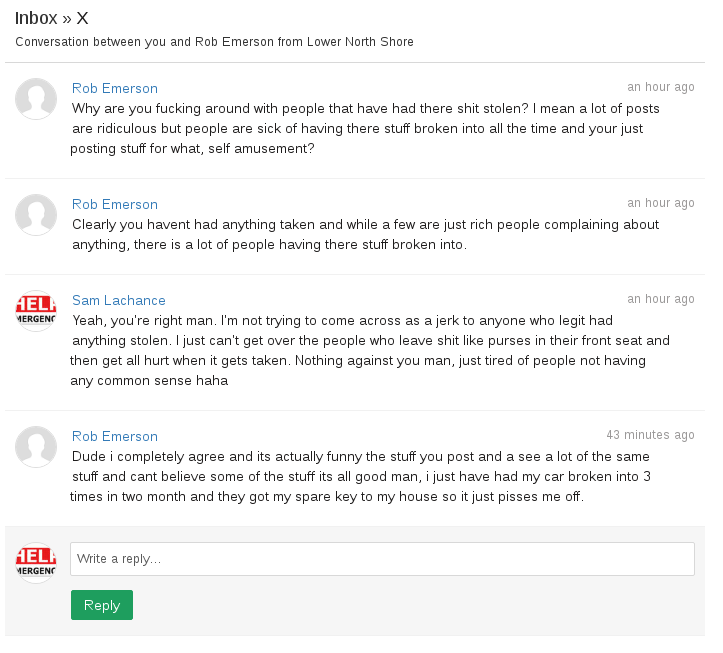 Inbox » X
Conversation between you and Rob Emerson from Lower North Shore
Rob Emerson
an hour ago
Why are you fucking around with people that have had there shit stolen? I mean a lot of posts
are ridiculous but people are sick of having there stuff broken into all the time and your just
posting stuff for what, self amusement?
Rob Emerson
an hour ago
Clearly you havent had anything taken and while a few are just rich people complaining about
anything, there is a lot of people having there stuff broken into.
HELP
EMERGENC
Sam Lachance
an hour ago
Yeah, you're right man. I'm not trying to come across as a jerk to anyone who legit had
anything stolen. I just can't get over the people who leave shit like purses in their front seat and
then get all hurt when it gets taken. Nothing against you man, just tired of people not having
any common sense haha
Rob Emerson
43 minutes ago
Dude i completely agree and its actually funny the stuff you post and a see a lot of the same
stuff and cant believe some of the stuff its all good man, i just have had my car broken into 3
times in two month and they got my spare key to my house so it just pisses me off.
HELP
EMERGENC
Write a reply...
Reply